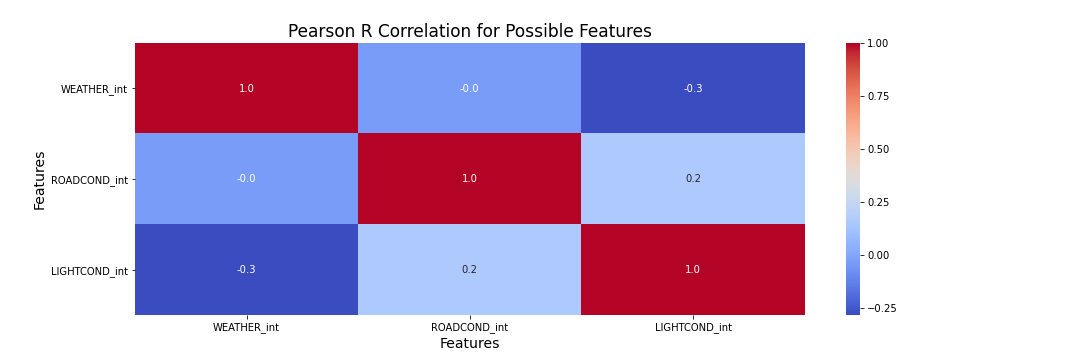 Pearson R Correlation for Possible Features
Features
WEATHER_int
1.0
-0.0
-0.3
ROADCOND_int
-0.0
1.0
0.2
LIGHTCOND_int
-0.3
0.2
1.0
WEATHER_int
ROADCOND_int
LIGHTCOND_int
Features
1.00
0.75
0.50
0.25
0.00
−0.25